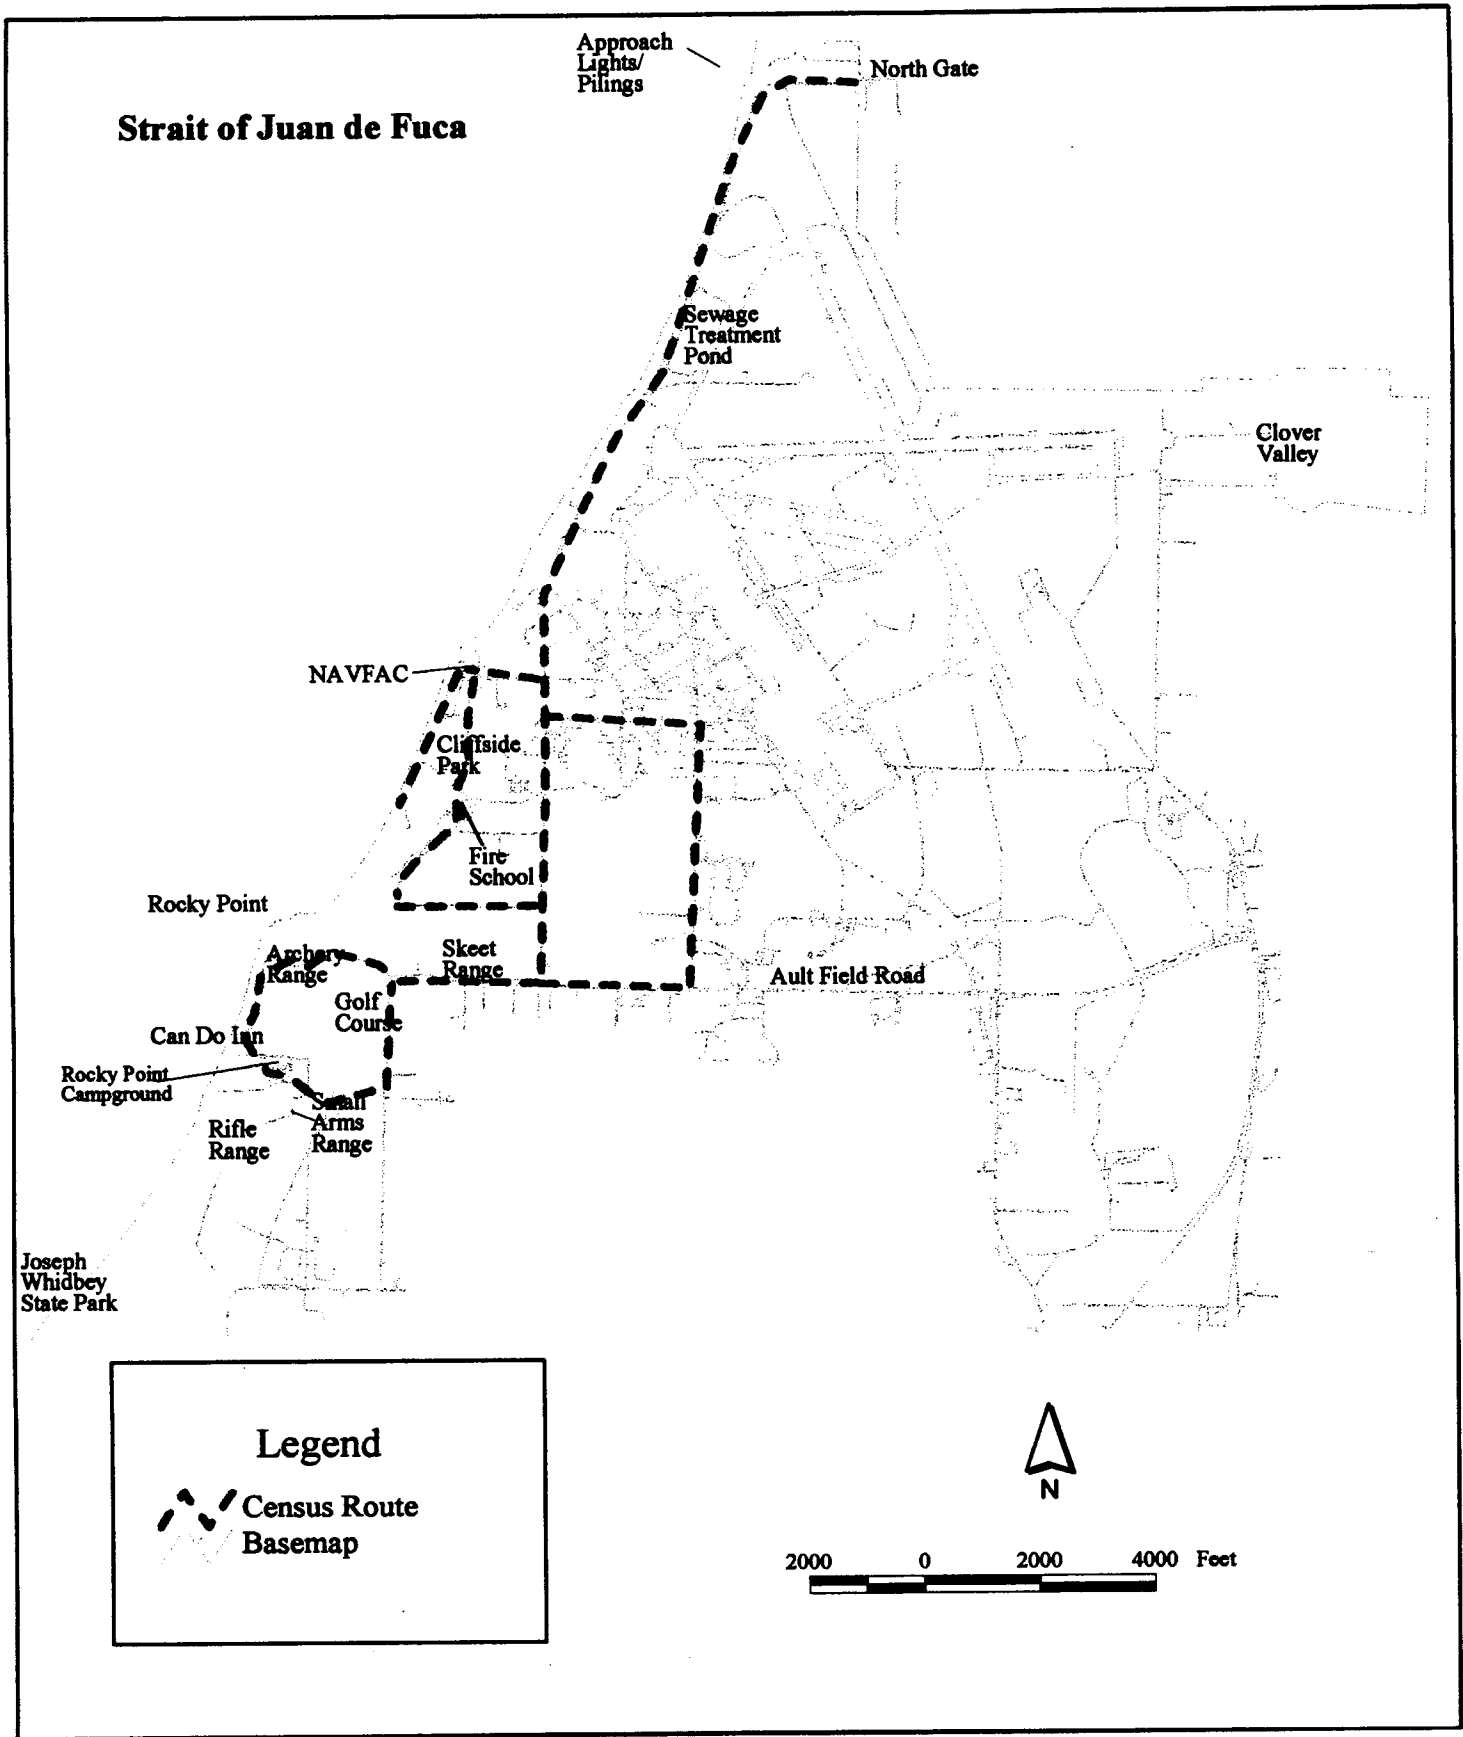 Approach
Lights/
Pilings
North Gate
Strait of Juan de Fuca
Sewage
Treatment
Pond
Clover
Valley
NAVFAC
Cliffside
Park
Fire
School
Rocky Point
Archery
Range
Skeet
Range
Ault Field Road
Golf
Course
Can Do Inn
Rocky Point
Campground
Small
Arms
Range
Rifle
Range
Joseph
Whidbey
State Park
Legend
Census Route
Basemap
N
2000 0 2000 4000 Feet